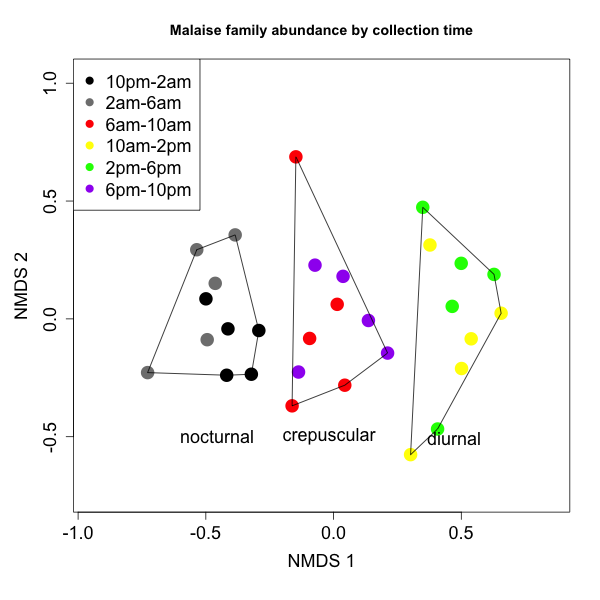 Malaise family abundance by collection time
10pm-2am
2am-6am
6am-10am
10am-2pm
2pm-6pm
6pm-10pm
1.0
0.5
0.0
-0.5
NMDS 2
nocturnal
crepuscular
diurnal
-1.0
-0.5
0.0
0.5
NMDS 1